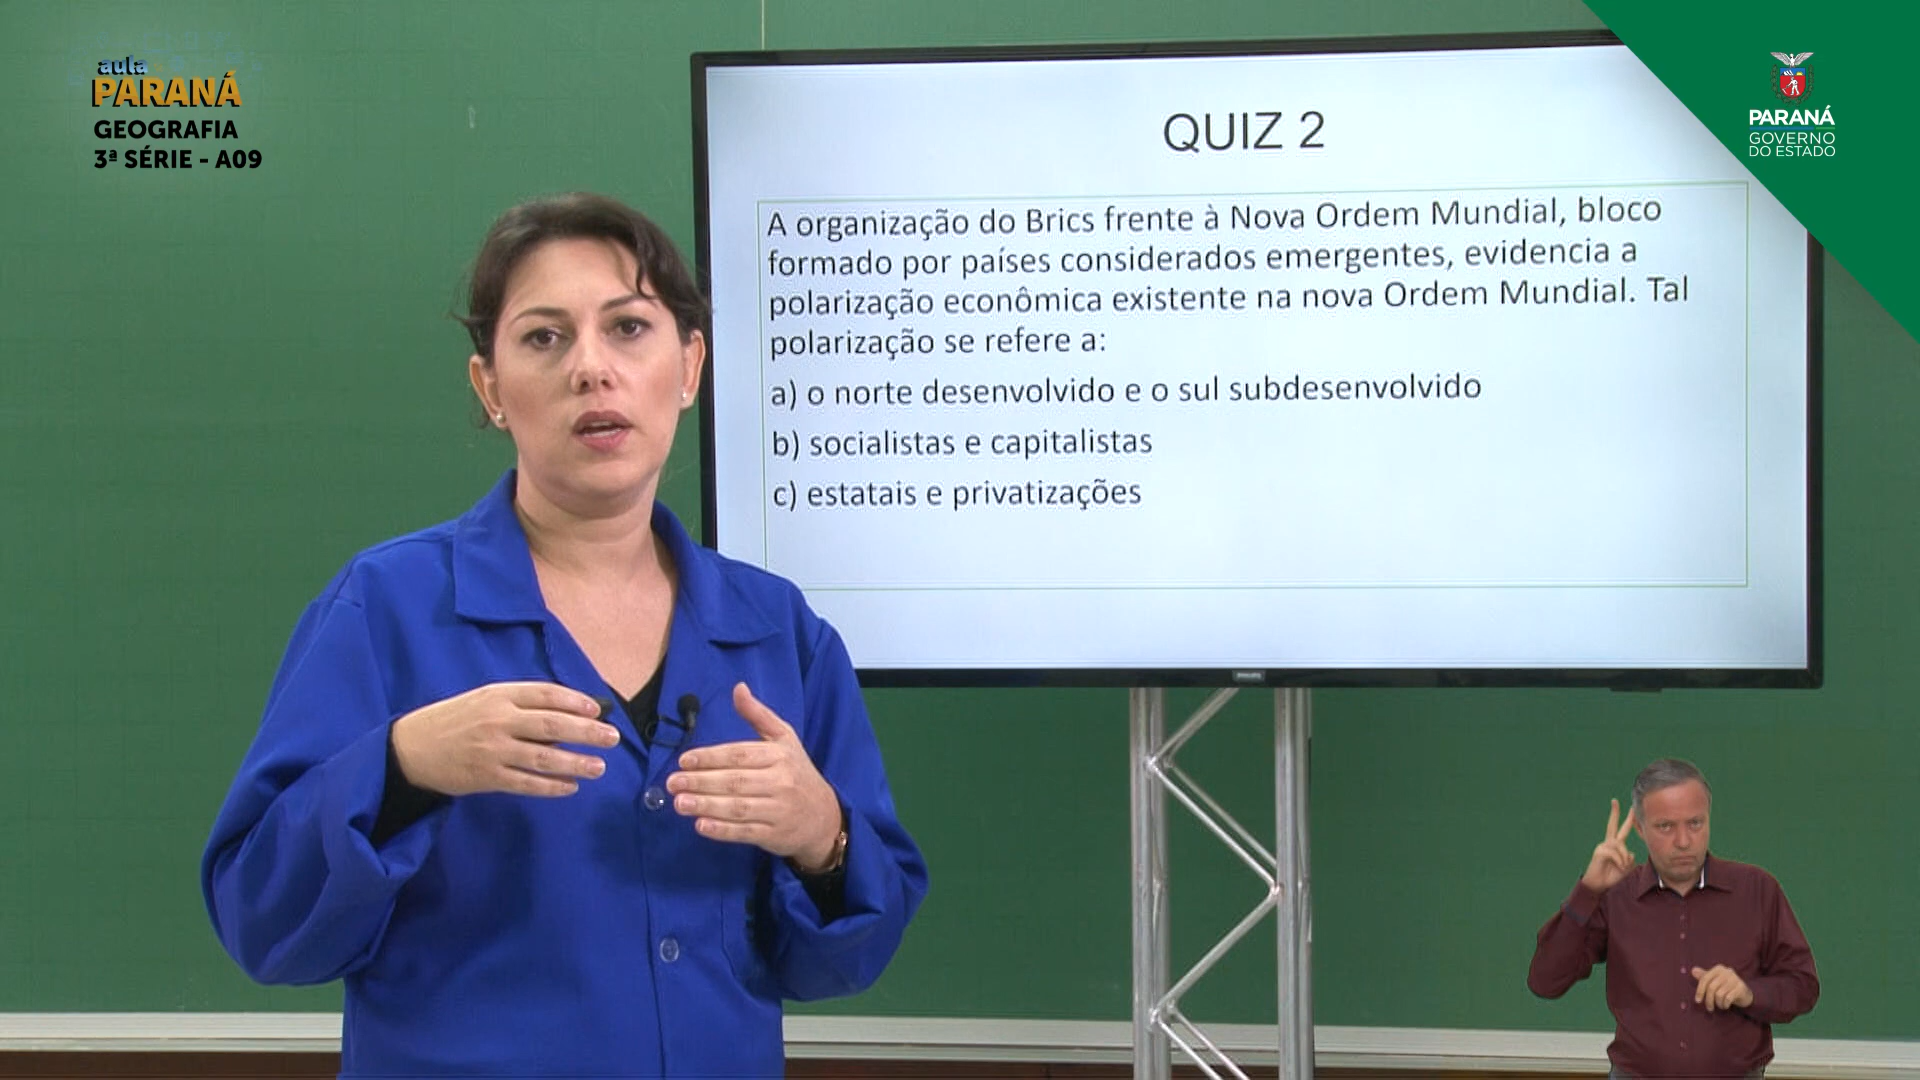 aula
PARANÁ
GEOGRAFIA
3ª SÉRIE - A09
QUIZ 2
A organização do Brics frente à Nova Ordem Mundial, bloco
formado por países considerados emergentes, evidencia a
polarização econômica existente na nova Ordem Mundial. Tal
polarização se refere a:
a) o norte desenvolvido e o sul subdesenvolvido
b) socialistas e capitalistas
c) estatais e privatizações
PARANÁ
GOVERNO
DO ESTADO
PHILIPS